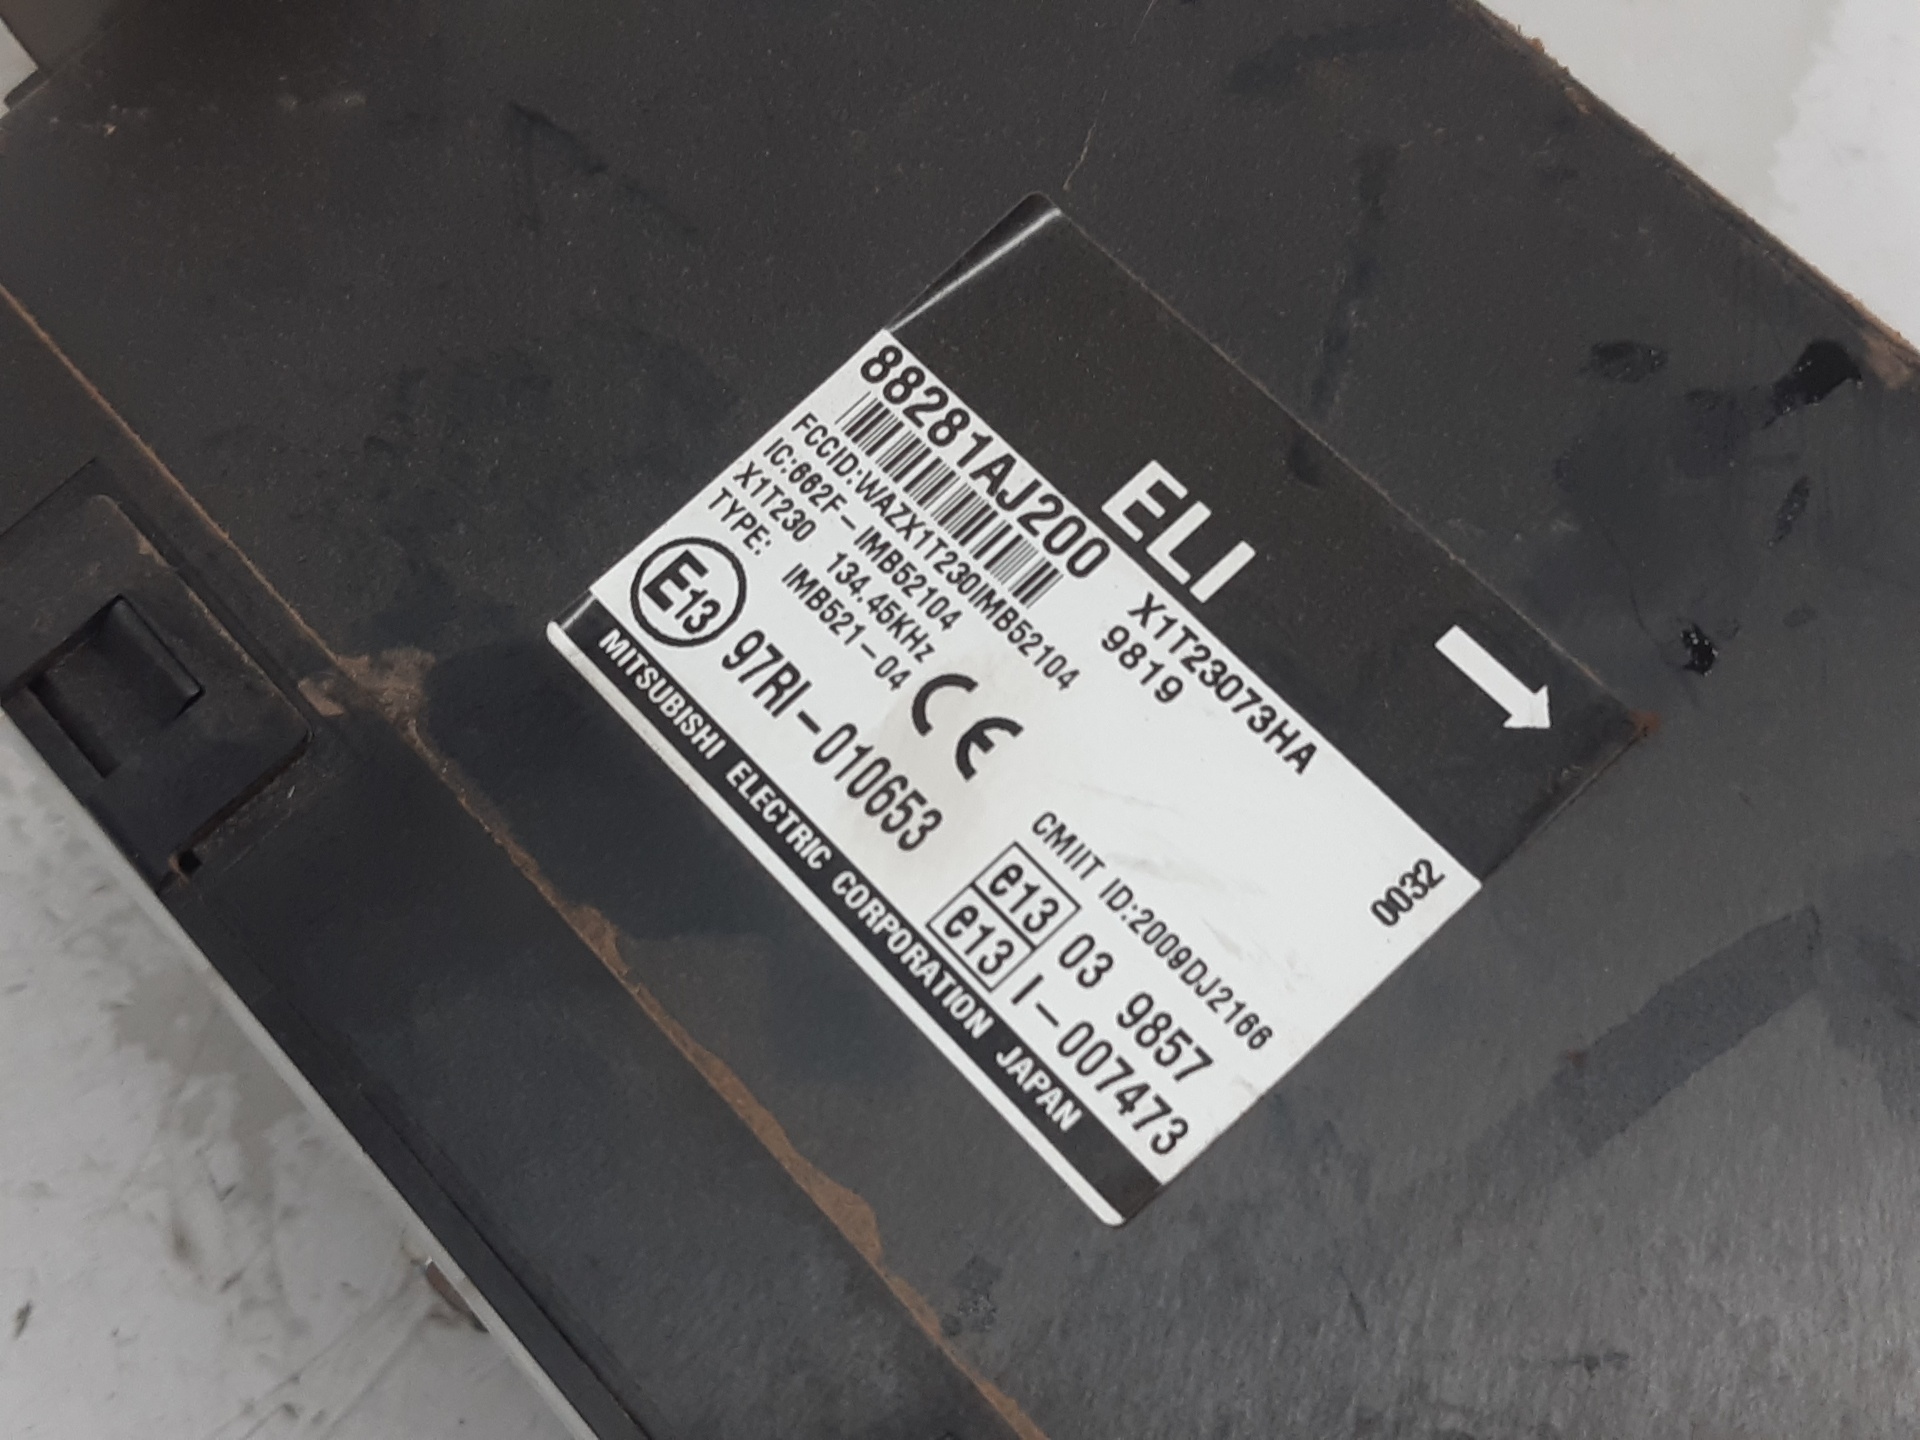 ELI
88281AJ200
X1T23073HA
9819
FCCID:WAZX1T230IMB52104
IC:662F-IMB52104
X1T230 134.45KHz
TYPE: IMB521-04
0032
CE
CMIIT ID:2009DJ2166
E13 97RI-010653
e13 03 9857
e13 I-007473
MITSUBISHI ELECTRIC CORPORATION JAPAN